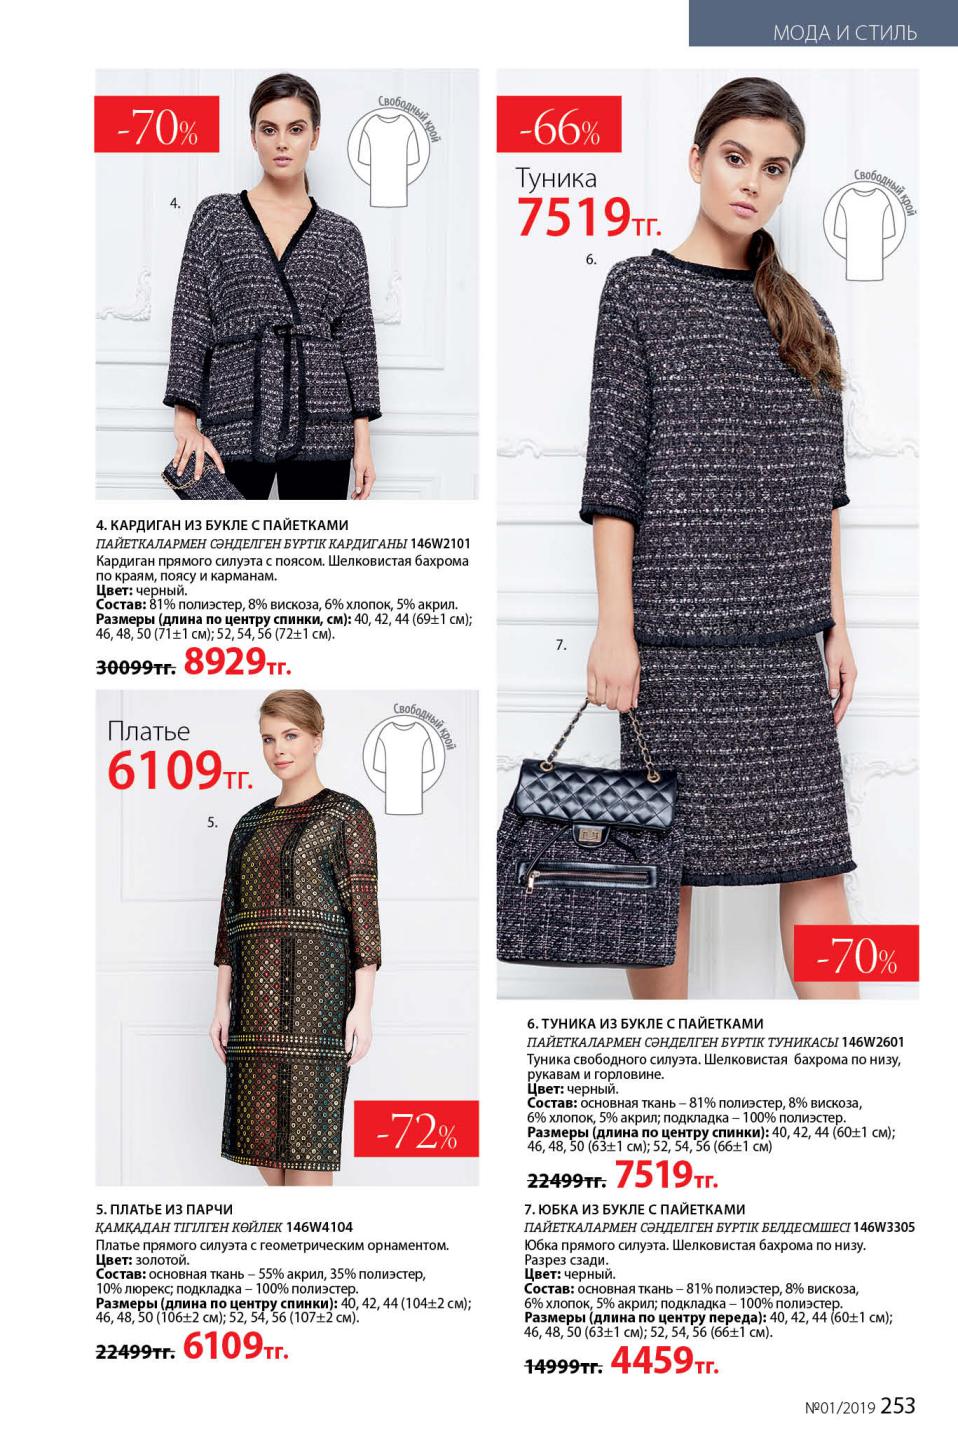 МОДА И СТИЛЬ
-70%
Свободный крой
4.
-66%
Туника
7519тг.
6.
Свободный крой
7.
4. КАРДИГАН ИЗ БУКЛЕ С ПАЙЕТКАМИ
ПАЙЕТКАЛАРМЕН СӘНДЕЛГЕН БҮРТІК КАРДИГАНЫ 146W2101
Кардиган прямого силуэта с поясом. Шелковистая бахрома
по краям, поясу и карманам.
Цвет: черный.
Состав: 81% полиэстер, 8% вискоза, 6% хлопок, 5% акрил.
Размеры (длина по центру спинки, см): 40, 42, 44 (69±1 см);
46, 48, 50 (71±1 см); 52, 54, 56 (72±1 см).
30099тг. 8929тг.
Платье
6109тг.
5.
Свободный крой
-72%
5. ПЛАТЬЕ ИЗ ПАРЧИ
ҚАМҚАДАН ТІГІЛГЕН КӨЙЛЕК 146W4104
Платье прямого силуэта с геометрическим орнаментом.
Цвет: золотой.
Состав: основная ткань – 55% акрил, 35% полиэстер,
10% люрекс; подкладка – 100% полиэстер.
Размеры (длина по центру спинки): 40, 42, 44 (104±2 см);
46, 48, 50 (106±2 см); 52, 54, 56 (107±2 см).
22499тг. 6109тг.
-70%
6. ТУНИКА ИЗ БУКЛЕ С ПАЙЕТКАМИ
ПАЙЕТКАЛАРМЕН СӘНДЕЛГЕН БҮРТІК ТУНИКАСЫ 146W2601
Туника свободного силуэта. Шелковистая бахрома по низу,
рукавам и горловине.
Цвет: черный.
Состав: основная ткань – 81% полиэстер, 8% вискоза,
6% хлопок, 5% акрил; подкладка – 100% полиэстер.
Размеры (длина по центру спинки): 40, 42, 44 (60±1 см);
46, 48, 50 (63±1 см); 52, 54, 56 (66±1 см)
22499тг. 7519тг.
7. ЮБКА ИЗ БУКЛЕ С ПАЙЕТКАМИ
ПАЙЕТКАЛАРМЕН СӘНДЕЛГЕН БҮРТІК БЕЛДЕСМШЕСІ 146W3305
Юбка прямого силуэта. Шелковистая бахрома по низу.
Разрез сзади.
Цвет: черный.
Состав: основная ткань – 81% полиэстер, 8% вискоза,
6% хлопок, 5% акрил; подкладка – 100% полиэстер.
Размеры (длина по центру переда): 40, 42, 44 (60±1 см);
46, 48, 50 (63±1 см); 52, 54, 56 (66±1 см).
14999тг. 4459тг.
№01/2019 253